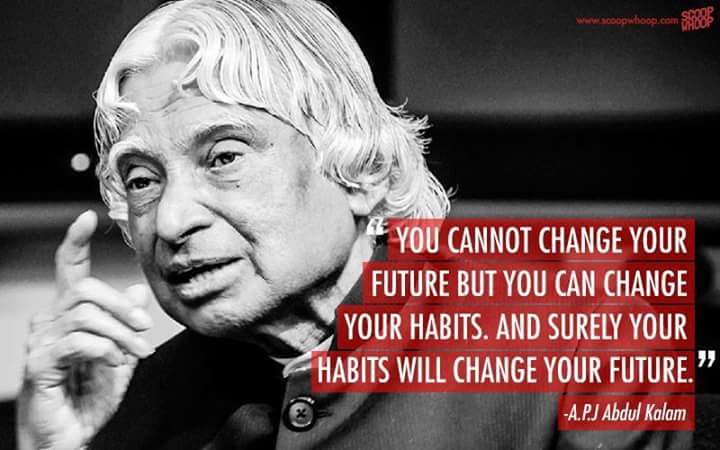 www.scoopwhoop.com SCOOP
WHOOP
“ YOU CANNOT CHANGE YOUR
FUTURE BUT YOU CAN CHANGE
YOUR HABITS. AND SURELY YOUR
HABITS WILL CHANGE YOUR FUTURE. ”
-A.P.J Abdul Kalam